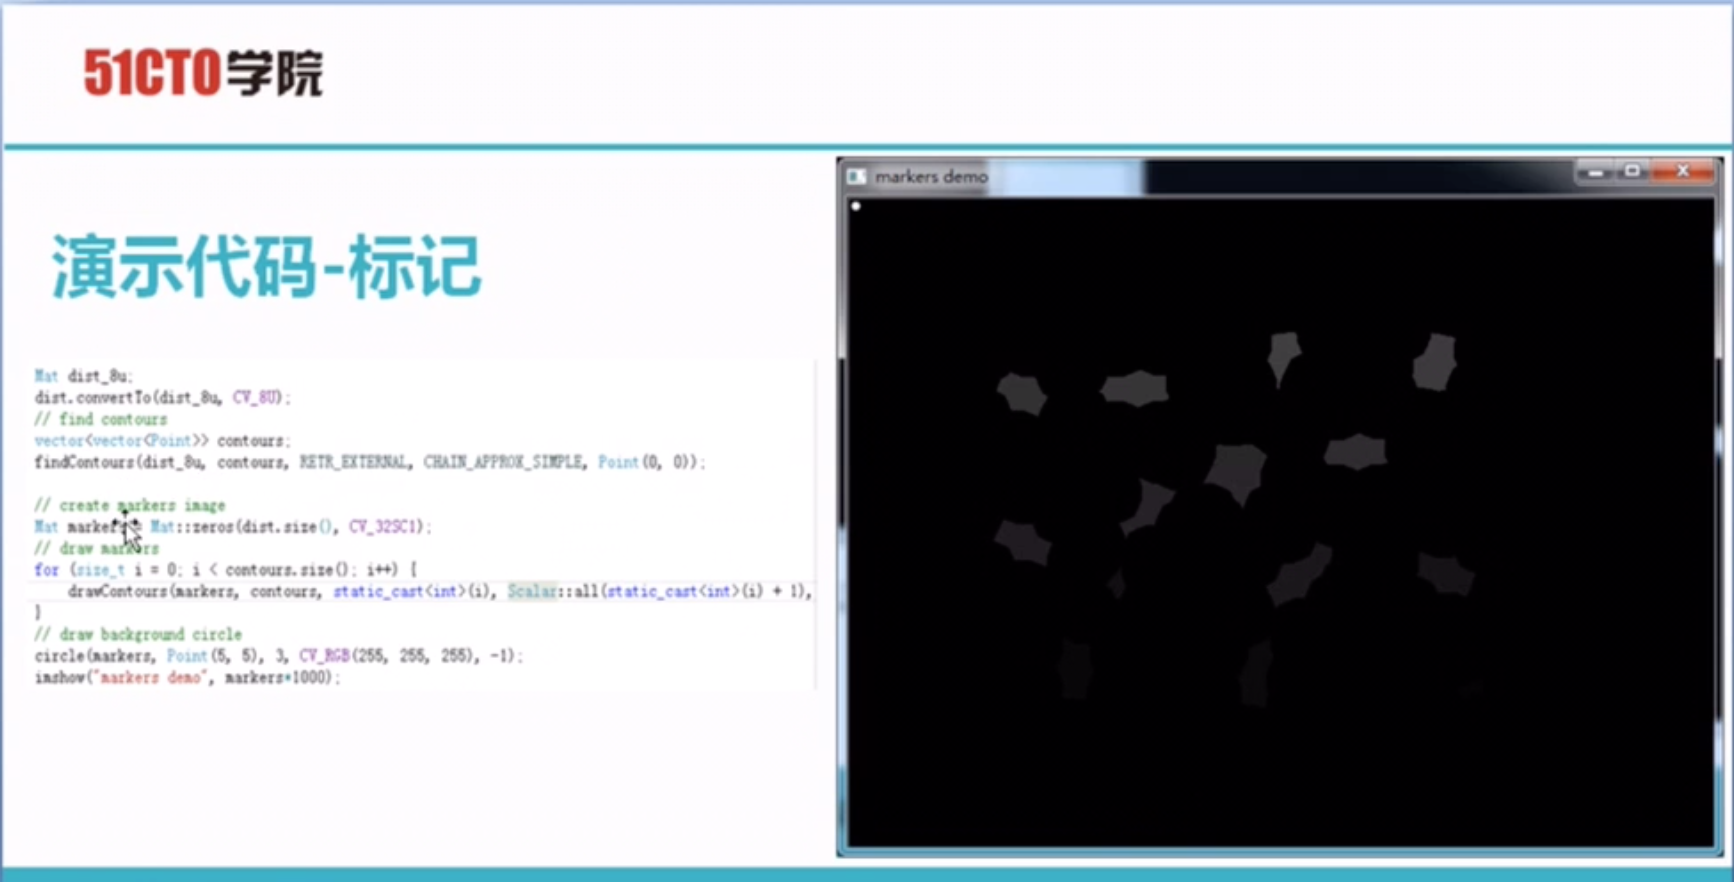 51CTO学院
演示代码-标记
Mat dist_8u;
dist.convertTo(dist_8u, CV_8U);
// find contours
vector<vector<Point>> contours;
findContours(dist_8u, contours, RETR_EXTERNAL, CHAIN_APPROX_SIMPLE, Point(0, 0));
// create markers image
Mat markers = Mat::zeros(dist.size(), CV_32SC1);
// draw markers
for (size_t i = 0; i < contours.size(); i++) {
drawContours(markers, contours, static_cast<int>(i), Scalar::all(static_cast<int>(i) + 1),
}
// draw background circle
circle(markers, Point(5, 5), 3, CV_RGB(255, 255, 255), -1);
imshow("markers demo", markers*1000);
markers demo